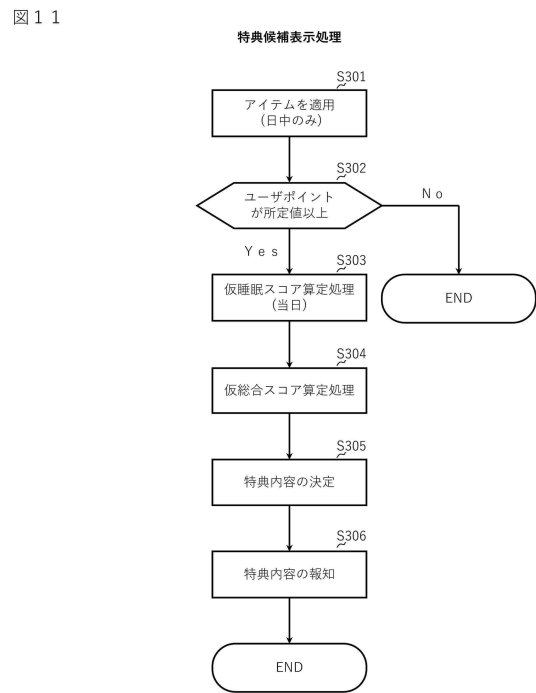 図１１
特典候補表示処理
S301
アイテムを適用
（日中のみ）
S302
ユーザポイント
が所定値以上
Ｎｏ
Ｙｅｓ
S303
仮睡眠スコア算定処理
（当日）
END
S304
仮総合スコア算定処理
S305
特典内容の決定
S306
特典内容の報知
END